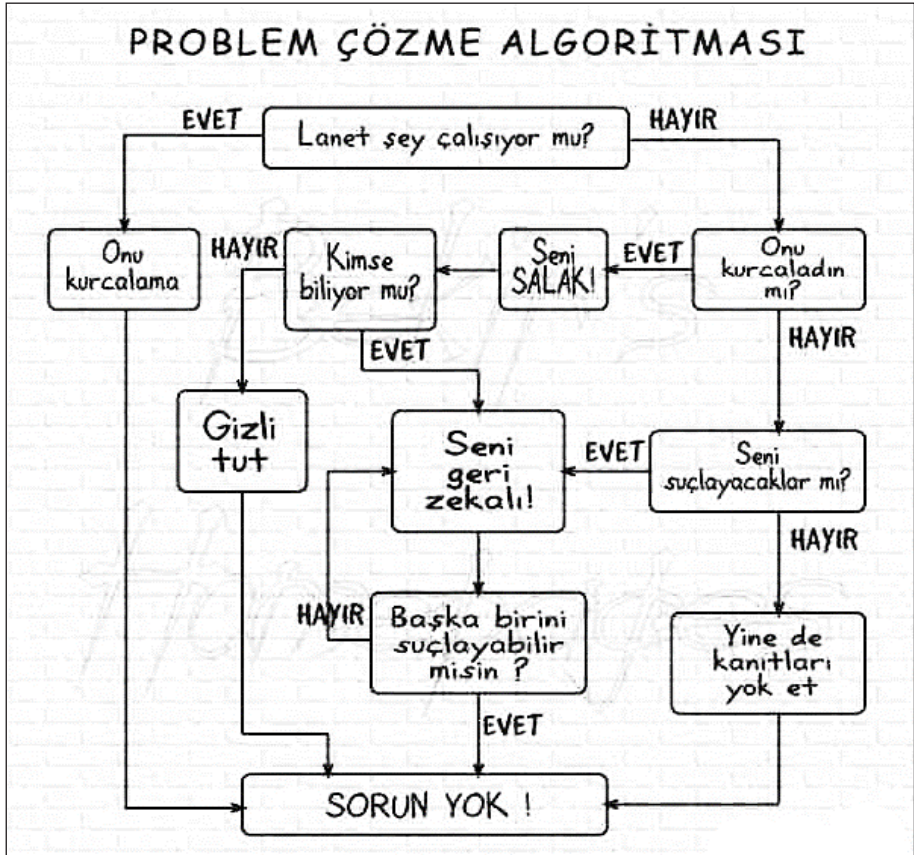 PROBLEM ÇÖZME ALGORİTMASI
EVET
Lanet şey çalışıyor mu?
HAYIR
Onu
kurcalama
HAYIR
Kimse
biliyor mu?
Seni
SALAK!
EVET
Onu
kurcaladın
mı?
EVET
HAYIR
Gizli
tut
Seni
geri
zekalı!
EVET
Seni
suçlayacaklar mı?
HAYIR
HAYIR
Başka birini
suçlayabilir
misin ?
Yine de
kanıtları
yok et
EVET
SORUN YOK !